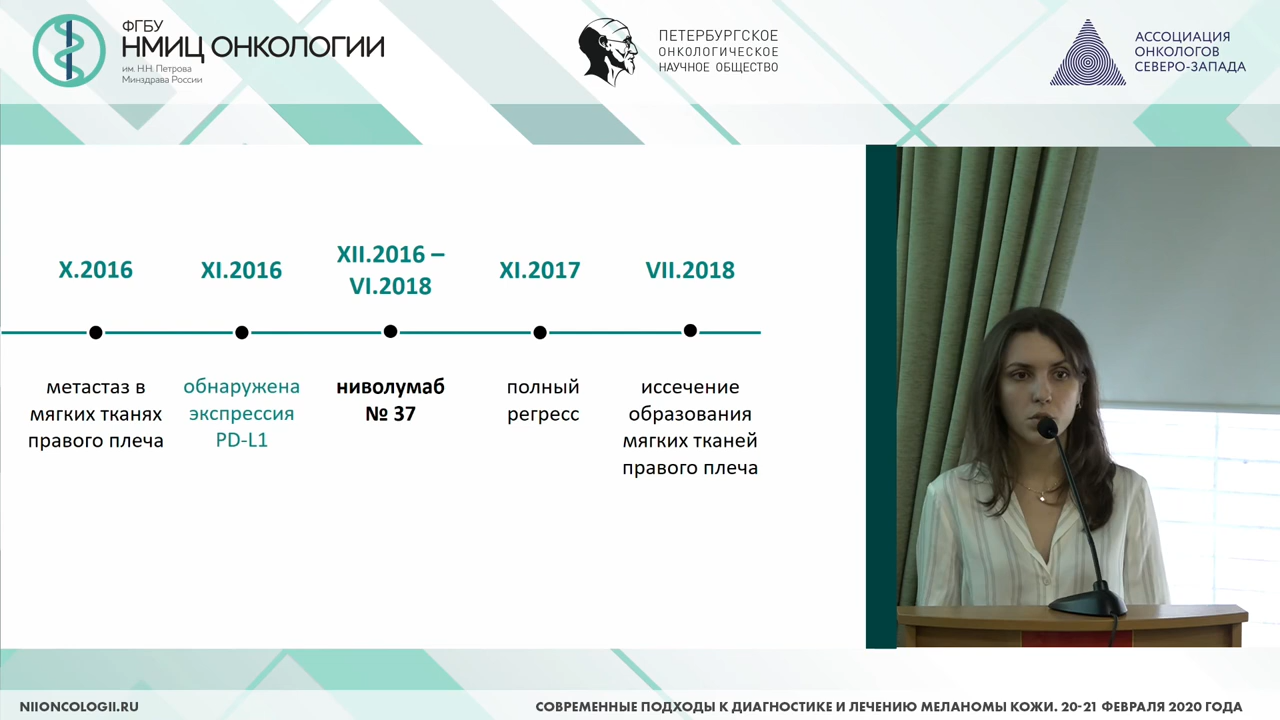 ФГБУ
НМИЦ ОНКОЛОГИИ
им. Н.Н. Петрова
Минздрава России
ПЕТЕРБУРГСКОЕ
ОНКОЛОГИЧЕСКОЕ
НАУЧНОЕ ОБЩЕСТВО
АССОЦИАЦИЯ
ОНКОЛОГОВ
СЕВЕРО-ЗАПАДА
X.2016
метастаз в
мягких тканях
правого плеча
XI.2016
обнаружена
экспрессия
PD-L1
XII.2016 –
VI.2018
ниволумаб
№ 37
XI.2017
полный
регресс
VII.2018
иссечение
образования
мягких тканей
правого плеча
NIIONCOLOGII.RU
СОВРЕМЕННЫЕ ПОДХОДЫ К ДИАГНОСТИКЕ И ЛЕЧЕНИЮ МЕЛАНОМЫ КОЖИ. 20-21 ФЕВРАЛЯ 2020 ГОДА